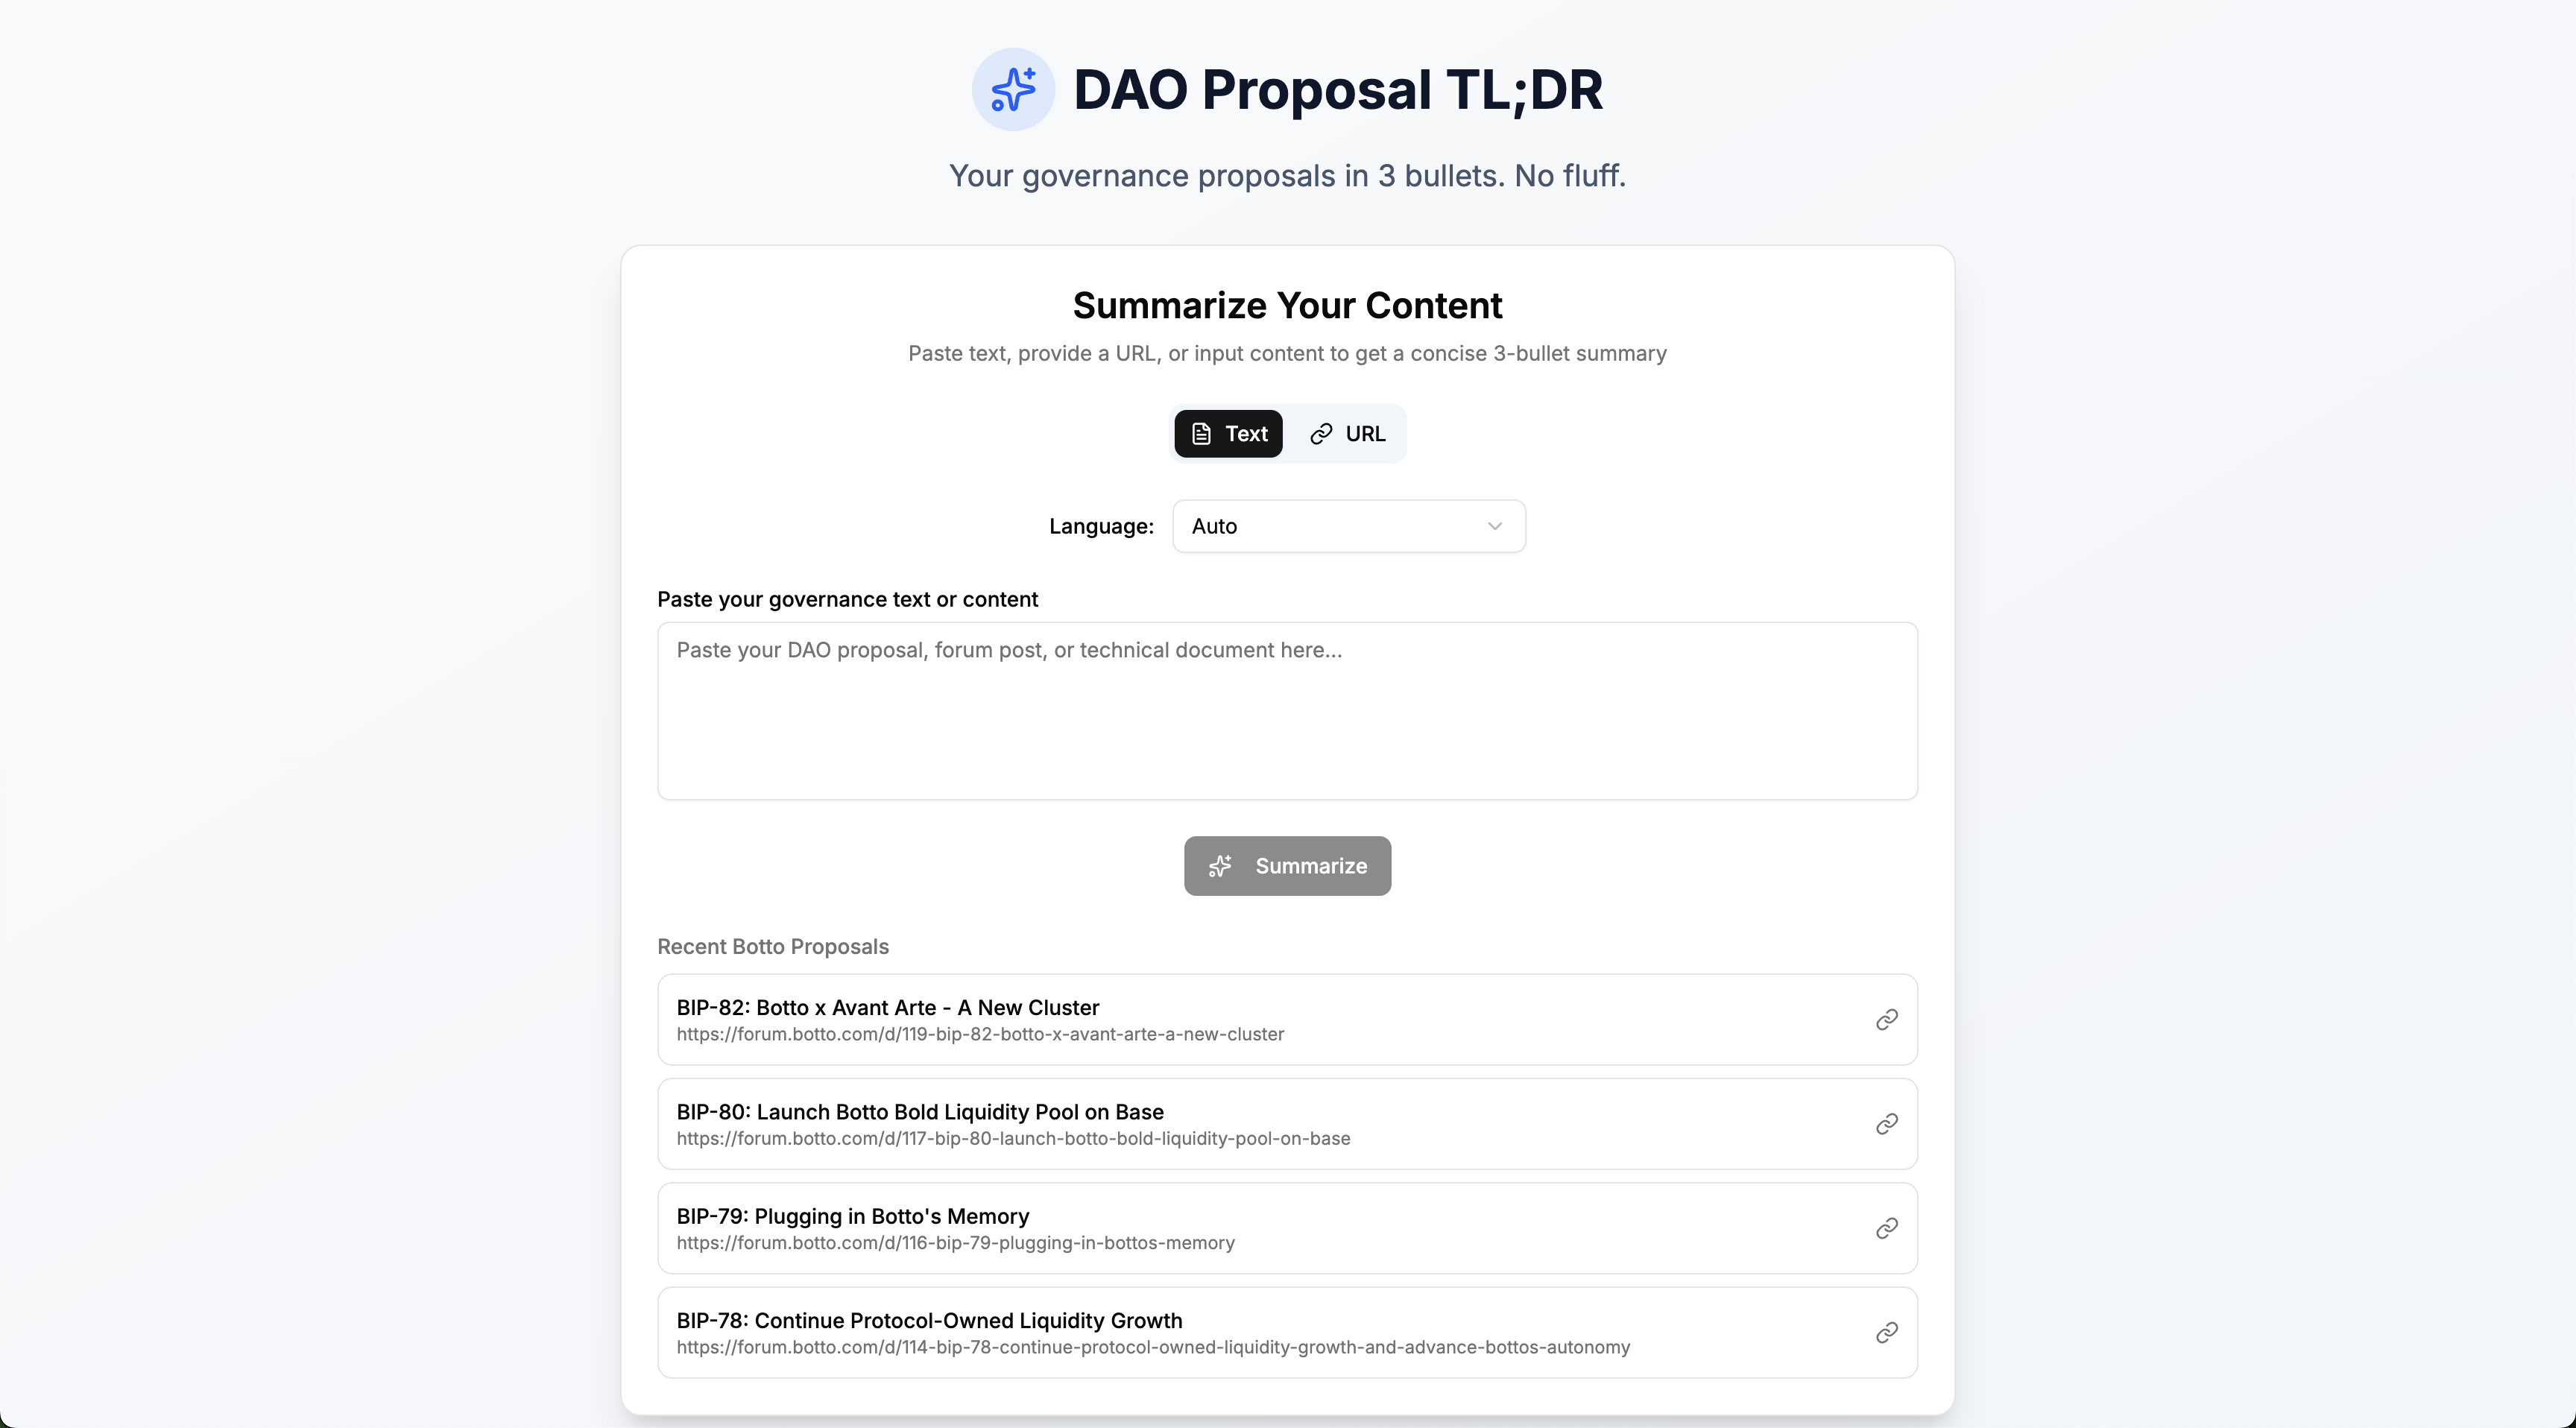 DAO Proposal TL;DR
Your governance proposals in 3 bullets. No fluff.
Summarize Your Content
Paste text, provide a URL, or input content to get a concise 3-bullet summary
Text
URL
Language:
Auto
Paste your governance text or content
Paste your DAO proposal, forum post, or technical document here...
Summarize
Recent Botto Proposals
BIP-82: Botto x Avant Arte - A New Cluster
https://forum.botto.com/d/119-bip-82-botto-x-avant-arte-a-new-cluster
BIP-80: Launch Botto Bold Liquidity Pool on Base
https://forum.botto.com/d/117-bip-80-launch-botto-bold-liquidity-pool-on-base
BIP-79: Plugging in Botto's Memory
https://forum.botto.com/d/116-bip-79-plugging-in-bottos-memory
BIP-78: Continue Protocol-Owned Liquidity Growth
https://forum.botto.com/d/114-bip-78-continue-protocol-owned-liquidity-growth-and-advance-bottos-autonomy